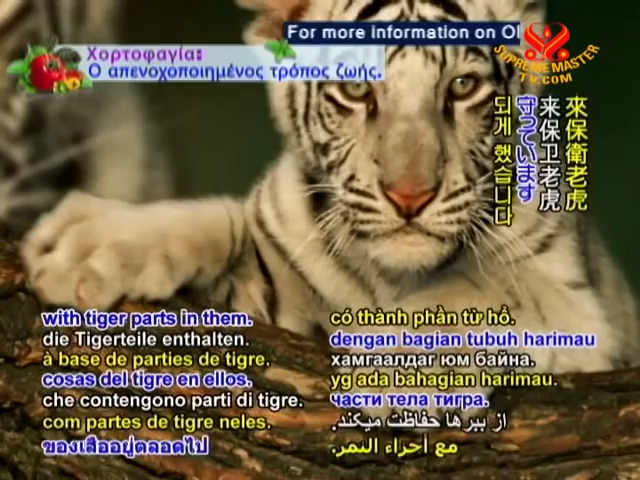 For more information on Ol
SUPREME MASTER
TV.COM
Χορτοφαγία:
Ο απενοχοποιημένος τρόπος ζωής.
來保衛老虎
来保卫老虎
守っています
되게 했습니다
with tiger parts in them.
die Tigerteile enthalten.
à base de parties de tigre.
cosas del tigre en ellos.
che contengono parti di tigre.
com partes de tigre neles.
ของเสืออยู่ตลอดไป
có thành phần từ hổ.
dengan bagian tubuh harimau
хамгаалдаг юм байна.
yg ada bahagian harimau.
части тела тигра.
از ببرها حفاظت میکند.
مع أجزاء النمر.